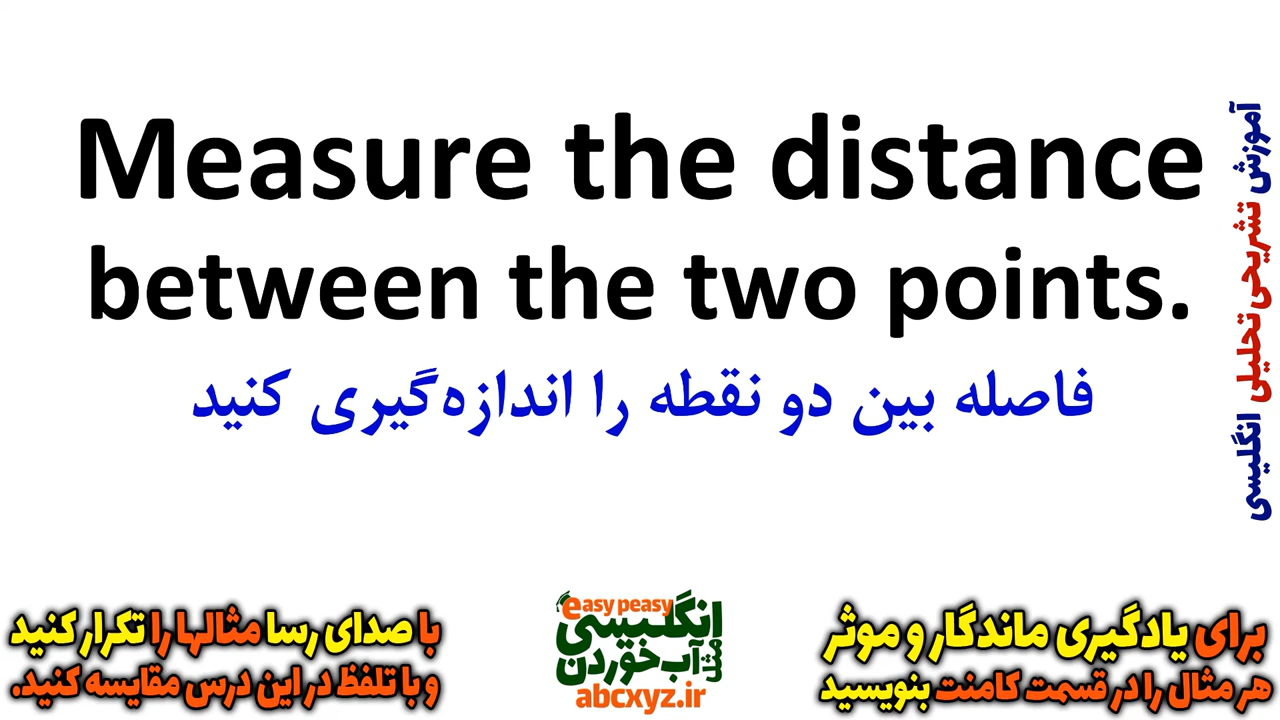 Measure the distance
between the two points.
فاصله بین دو نقطه را اندازه‌گیری کنید
آموزش تشریحی تحلیلی انگلیسی
با صدای رسا مثالها را تکرار کنید
و با تلفظ در این درس مقایسه کنید.
easy peasy
انگلیسی
مثل آب خوردن
abcxyz.ir
برای یادگیری ماندگار و موثر
هر مثال را در قسمت کامنت بنویسید